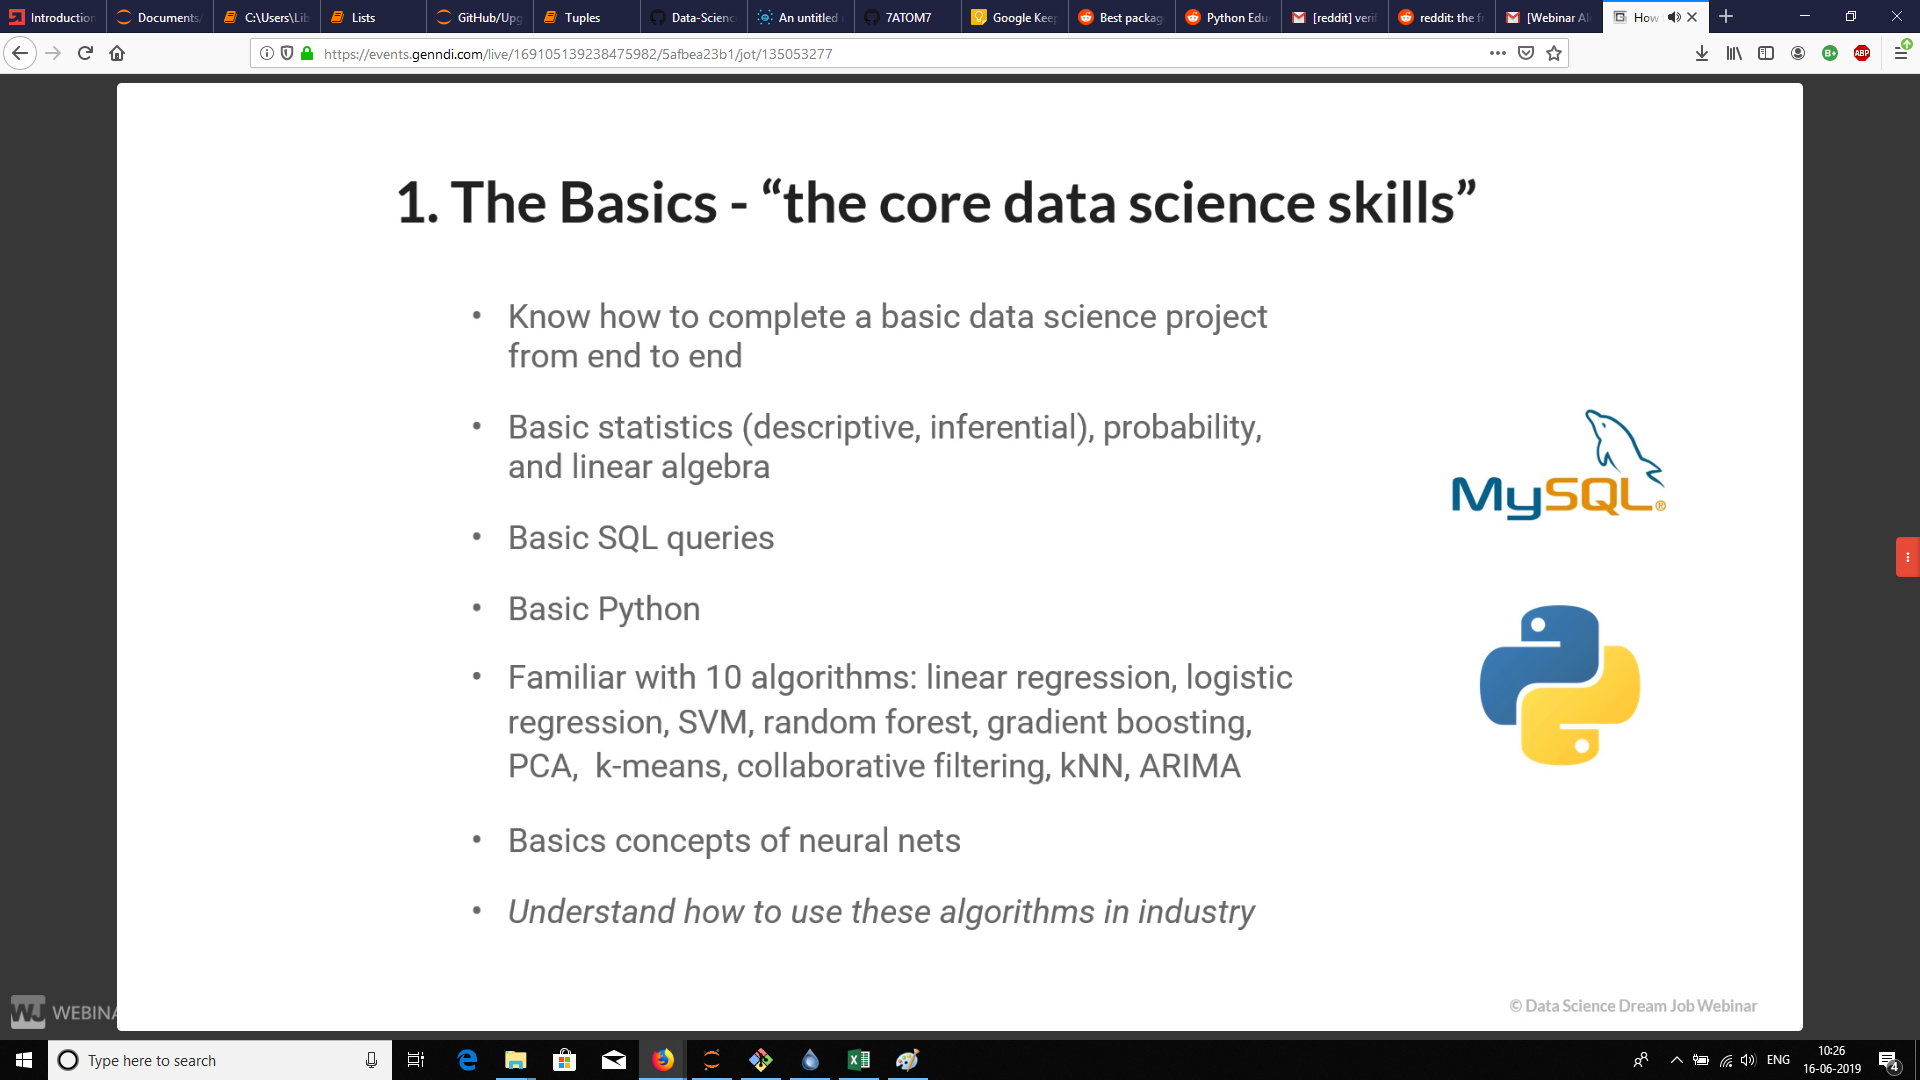 Introduction
Documents/
C:\Users\Lib
Lists
GitHub/Upg
Tuples
Data-Scienc
An untitled
7ATOM7
Google Keep
Best packag
Python Edu
[reddit] verif
reddit: the f
[Webinar Al
How
https://events.genndi.com/live/169105139238475982/5afbea23b1/jot/135053277
B+
ABP
1. The Basics - “the core data science skills”
• Know how to complete a basic data science project
from end to end
• Basic statistics (descriptive, inferential), probability,
and linear algebra
• Basic SQL queries
• Basic Python
• Familiar with 10 algorithms: linear regression, logistic
regression, SVM, random forest, gradient boosting,
PCA,  k-means, collaborative filtering, kNN, ARIMA
• Basics concepts of neural nets
• Understand how to use these algorithms in industry
MySQL®
© Data Science Dream Job Webinar
WJ WEBINA
Type here to search
ENG
10:26
16-06-2019
4